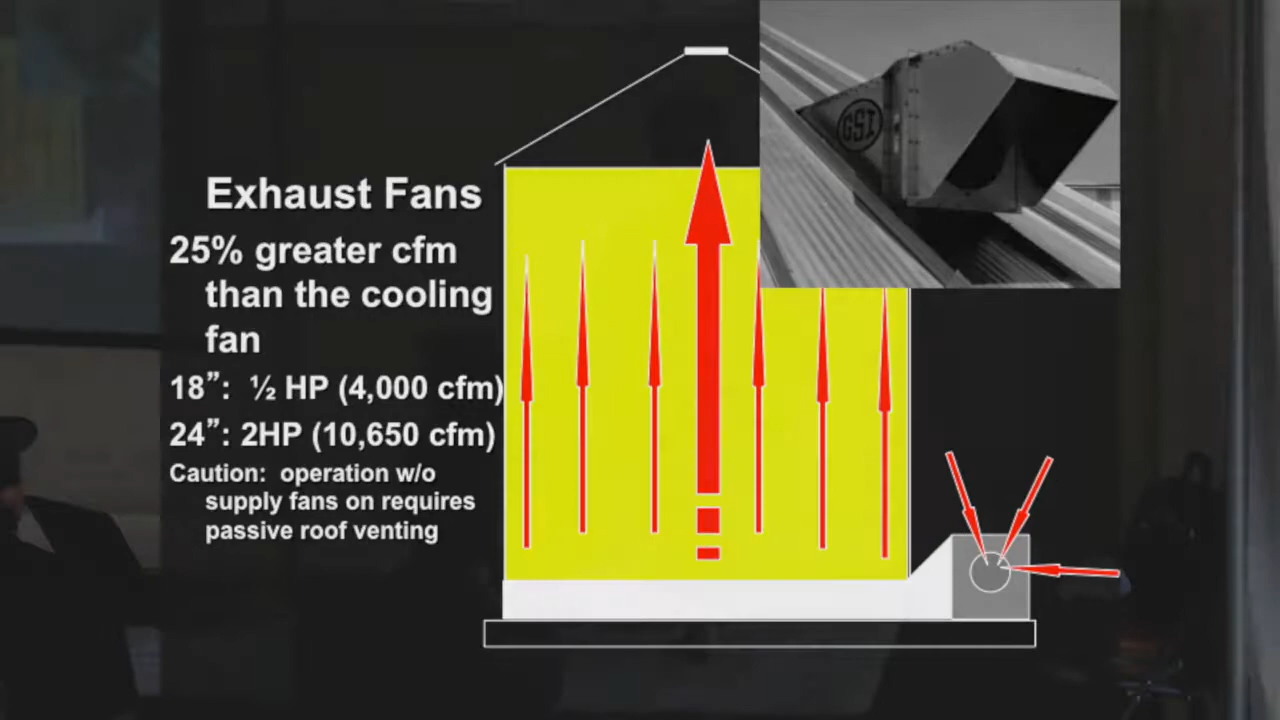 Exhaust Fans
25% greater cfm
than the cooling
fan
18”:  ½ HP (4,000 cfm)
24”: 2HP (10,650 cfm)
Caution:  operation w/o
supply fans on requires
passive roof venting
GSI